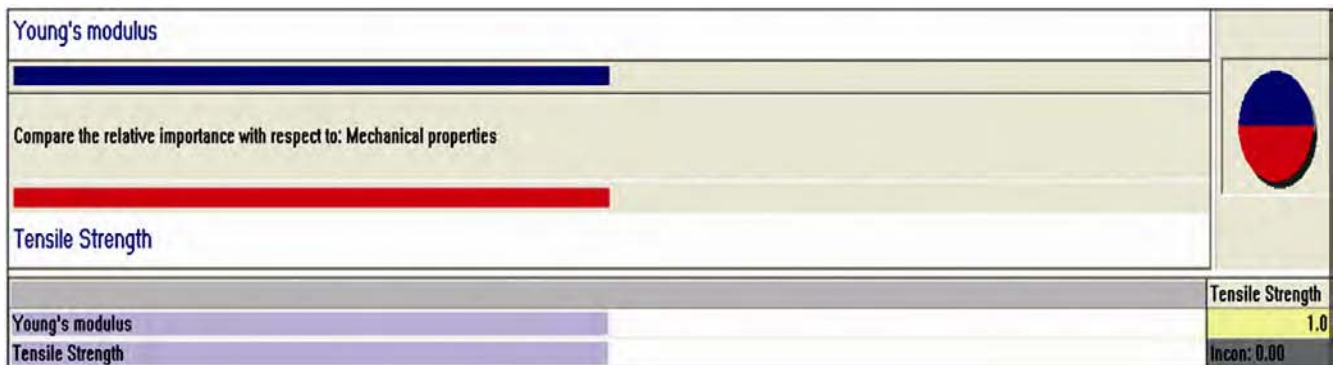 Young's modulus
Compare the relative importance with respect to: Mechanical properties
Tensile Strength
Tensile Strength
Young's modulus 1.0
Tensile Strength Incon: 0.00